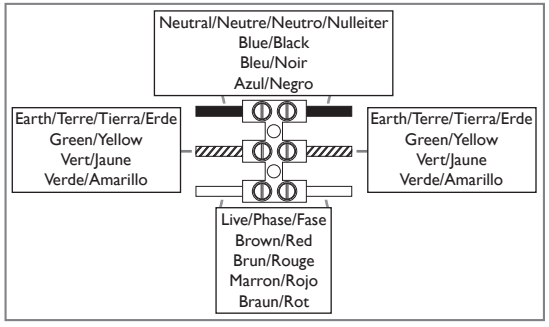 Neutral/Neutre/Neutro/Nulleiter
Blue/Black
Bleu/Noir
Azul/Negro
Earth/Terre/Tierra/Erde
Green/Yellow
Vert/Jaune
Verde/Amarillo
Earth/Terre/Tierra/Erde
Green/Yellow
Vert/Jaune
Verde/Amarillo
Live/Phase/Fase
Brown/Red
Brun/Rouge
Marron/Rojo
Braun/Rot